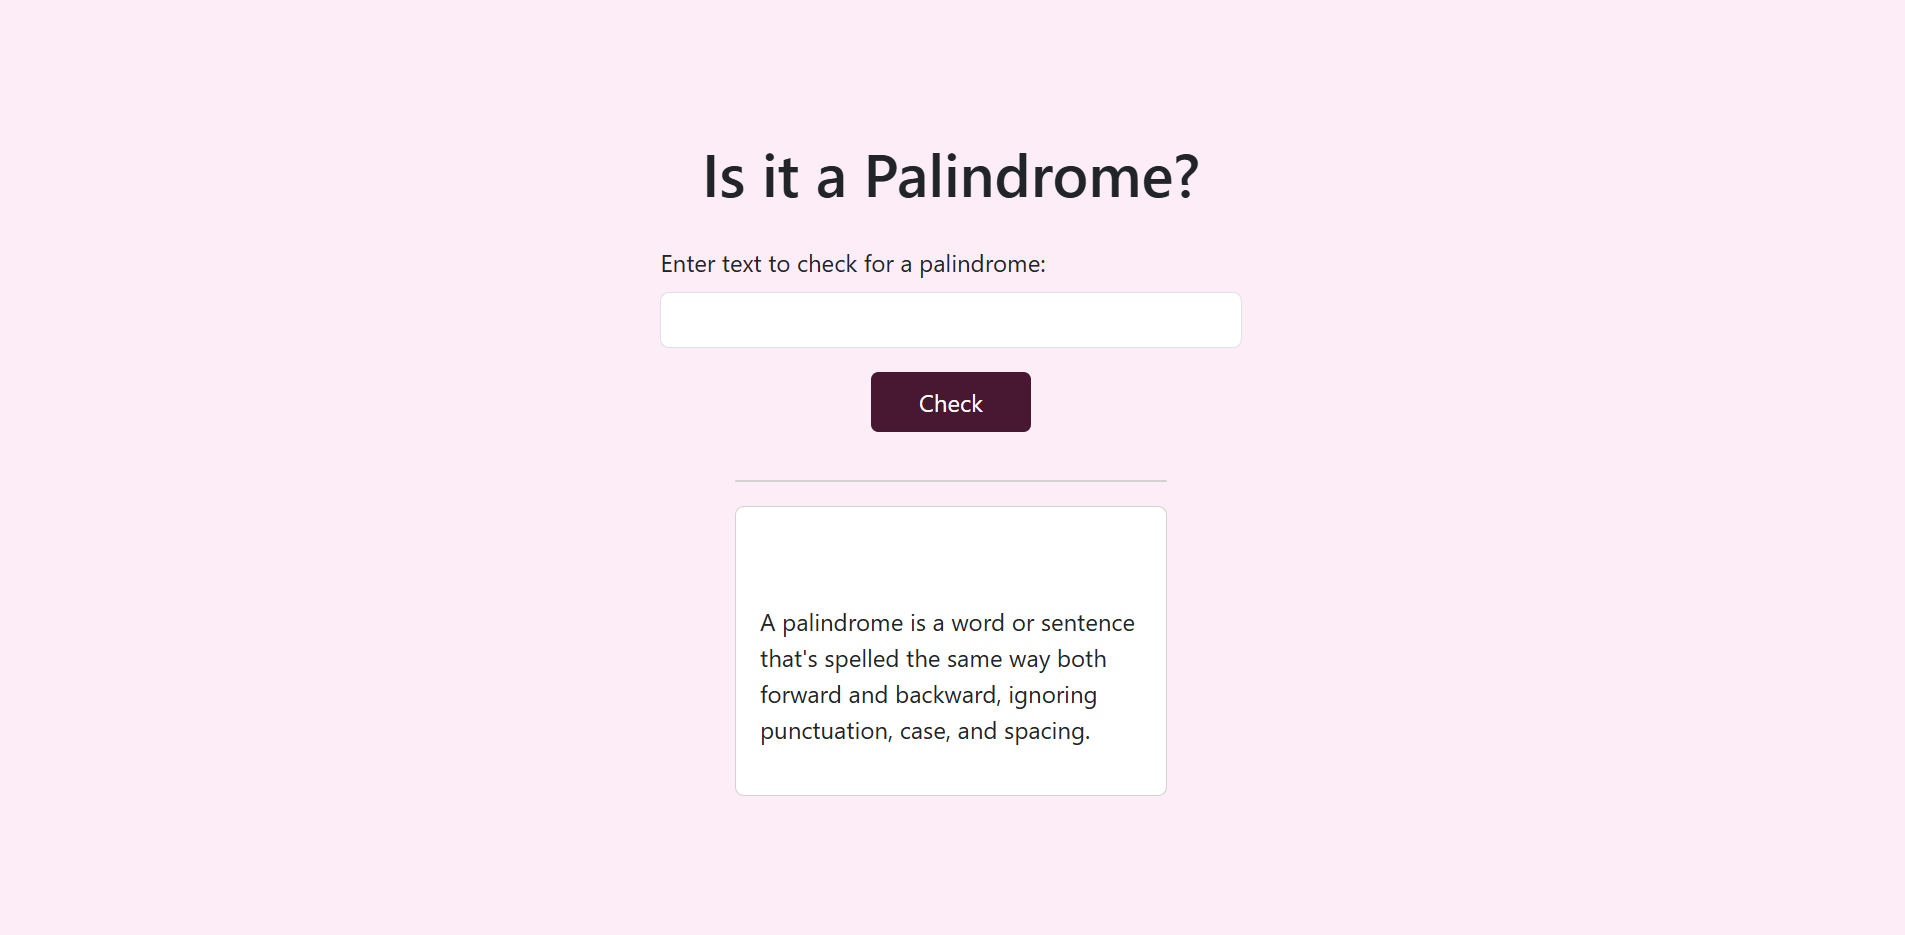 Is it a Palindrome?
Enter text to check for a palindrome:
Check
A palindrome is a word or sentence
that's spelled the same way both
forward and backward, ignoring
punctuation, case, and spacing.